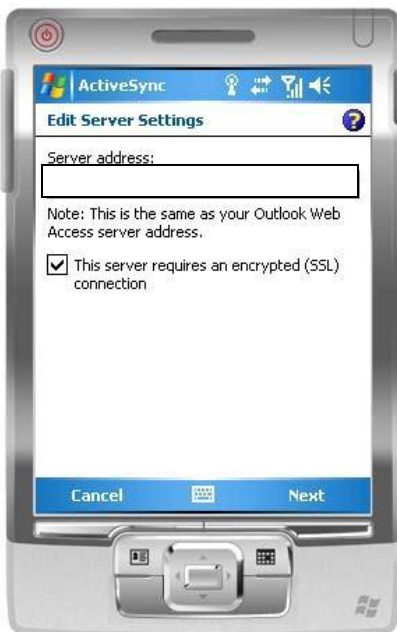 ActiveSync
Edit Server Settings
?
Server address:
Note: This is the same as your Outlook Web
Access server address.
This server requires an encrypted (SSL)
connection
Cancel Next